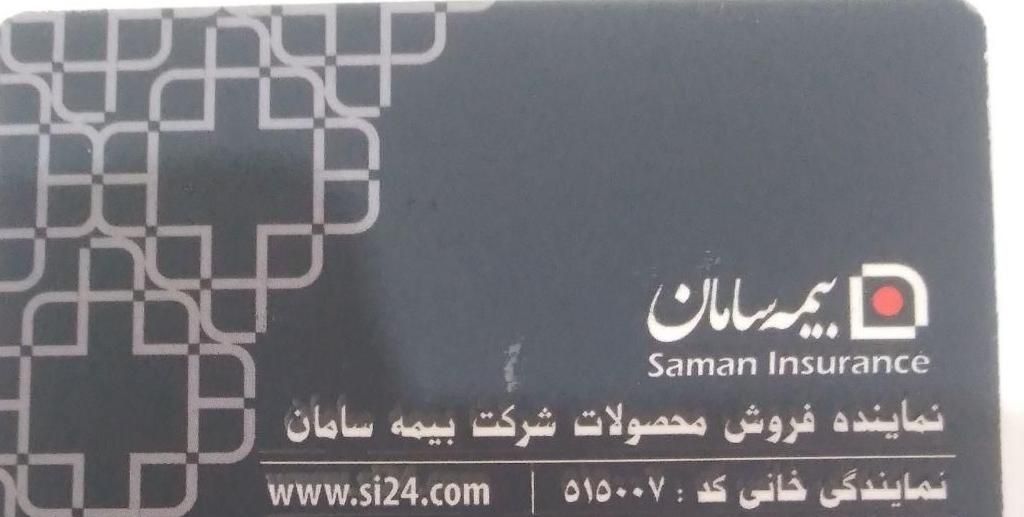 بیمه سامان
Saman Insurance
نماینده فروش محصولات شرکت بیمه سامان
نمایندگی خانی کد : ۵۱۵۰۰۷ | www.si24.com